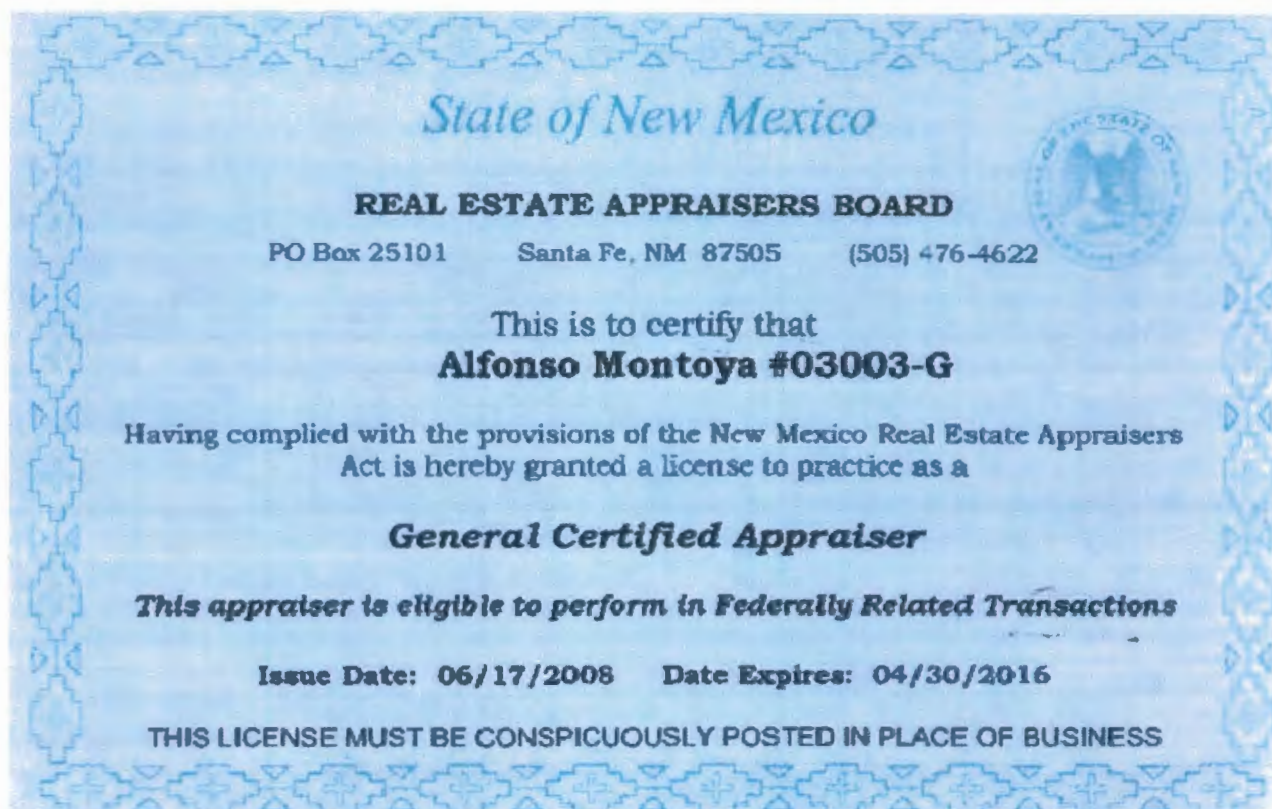 State of New Mexico
REAL ESTATE APPRAISERS BOARD
PO Box 25101 Santa Fe, NM 87505 (505) 476-4622
This is to certify that
Alfonso Montoya #03003-G
Having complied with the provisions of the New Mexico Real Estate Appraisers
Act is hereby granted a license to practice as a
General Certified Appraiser
This appraiser is eligible to perform in Federally Related Transactions
Issue Date: 06/17/2008 Date Expires: 04/30/2016
THIS LICENSE MUST BE CONSPICUOUSLY POSTED IN PLACE OF BUSINESS